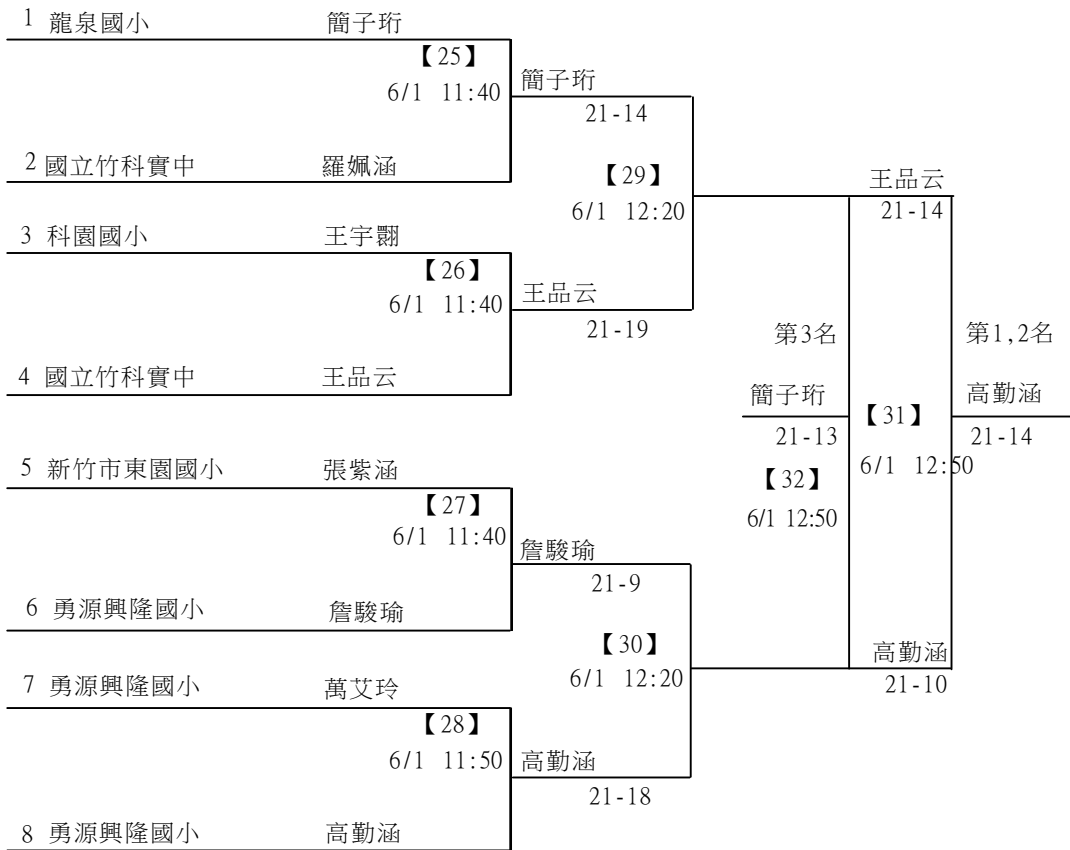 1 龍泉國小 簡子珩
【25】
6/1 11:40
簡子珩
21-14
2 國立竹科實中 羅姵涵
【29】
6/1 12:20
王品云
21-14
3 科園國小 王宇翾
【26】
6/1 11:40
王品云
21-19
4 國立竹科實中 王品云
第3名
簡子珩
21-13
【32】
6/1 12:50
第1,2名
【31】
6/1 12:50
高勤涵
21-14
5 新竹市東園國小 張紫涵
【27】
6/1 11:40
詹駿瑜
21-9
6 勇源興隆國小 詹駿瑜
【30】
6/1 12:20
高勤涵
21-10
7 勇源興隆國小 萬艾玲
【28】
6/1 11:50
高勤涵
21-18
8 勇源興隆國小 高勤涵